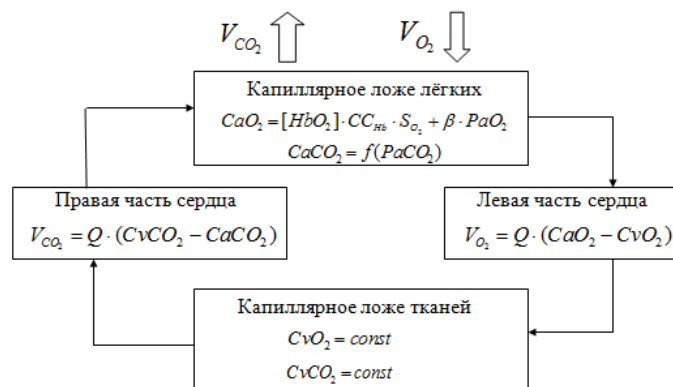 V_{CO_2} V_{O_2}
Капиллярное ложе лёгких
CaO_2 = [HbO_2] · CC_{Hb} · S_{O_2} + β · PaO_2
CaCO_2 = f(PaCO_2)
Правая часть сердца
V_{CO_2} = Q · (CvCO_2 − CaCO_2)
Левая часть сердца
V_{O_2} = Q · (CaO_2 − CvO_2)
Капиллярное ложе тканей
CvO_2 = const
CvCO_2 = const